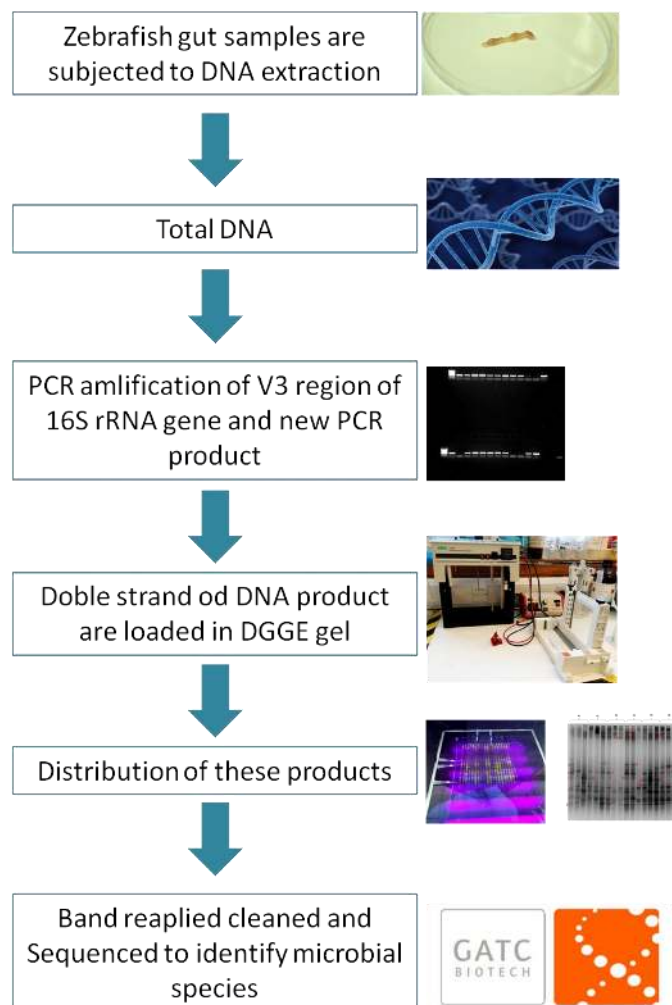 Zebrafish gut samples are
subjected to DNA extraction
Total DNA
PCR amlification of V3 region of
16S rRNA gene and new PCR
product
Doble strand od DNA product
are loaded in DGGE gel
Distribution of these products
Band reaplied cleaned and
Sequenced to identify microbial
species
GATC
BIOTECH